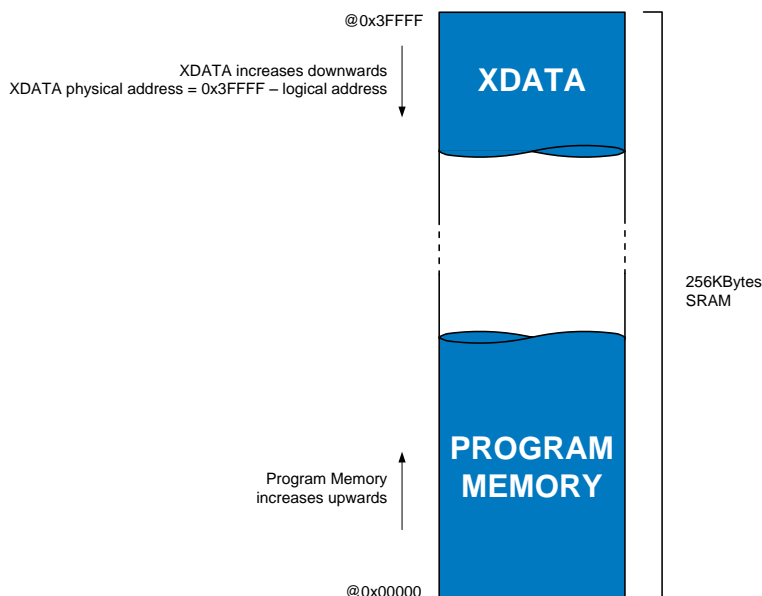 @0x3FFFF
XDATA increases downwards
XDATA physical address = 0x3FFFF – logical address
XDATA
256KBytes
SRAM
PROGRAM
MEMORY
Program Memory
increases upwards
@0x00000